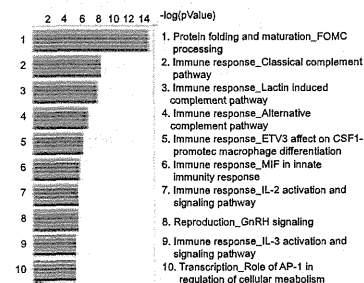 2 4 6 8 10 12 14 -log(pValue)
1 1. Protein folding and maturation_FOMC
processing
2 2. Immune response_Classical complement
pathway
3 3. Immune response_Lactin induced
complement pathway
4 4. Immune response_Alternative
complement pathway
5 5. Immune response_ETV3 affect on CSF1-
promotec macrophage differentiation
6 6. Immune response_MIF in innate
immunity response
7 7. Immune response_IL-2 activation and
signaling pathway
8 8. Reproduction_GnRH signaling
9 9. Immune response_IL-3 activation and
signaling pathway
10 10. Transcription_Role of AP-1 in
regulation of cellular meabolism